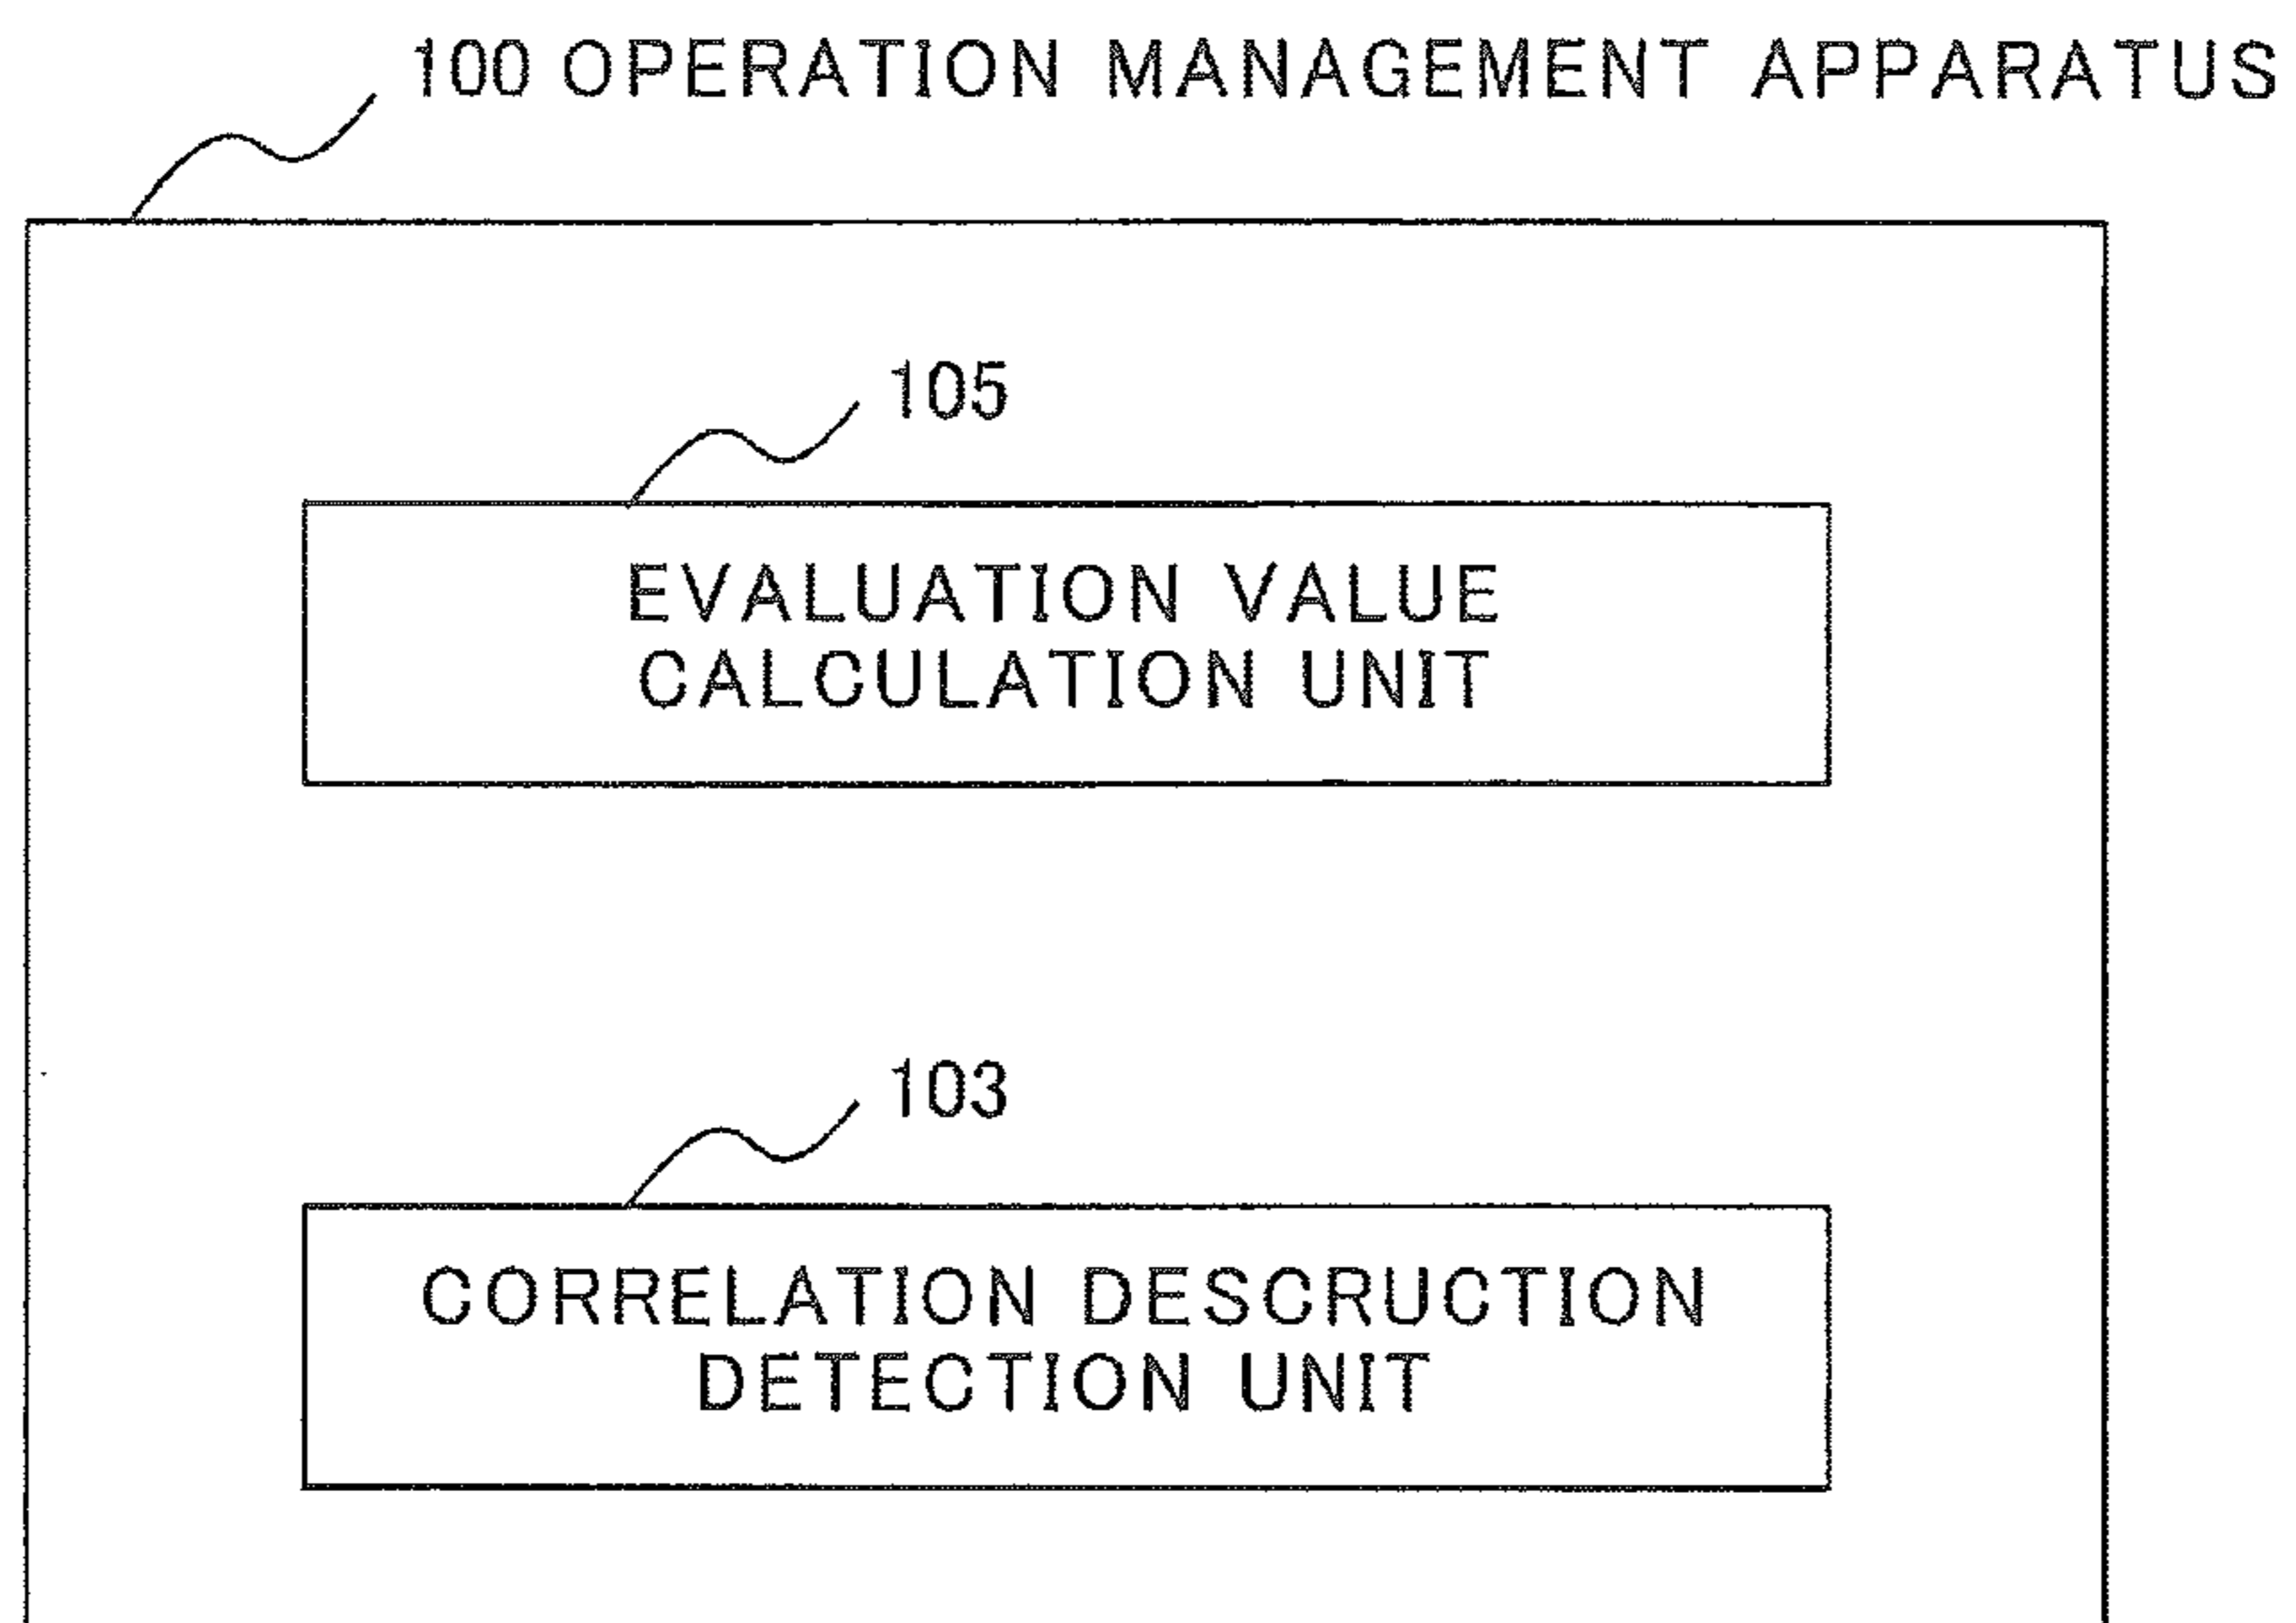 100 OPERATION MANAGEMENT APPARATUS
105
EVALUATION VALUE
CALCULATION UNIT
103
CORRELATION DESCRUCTION
DETECTION UNIT